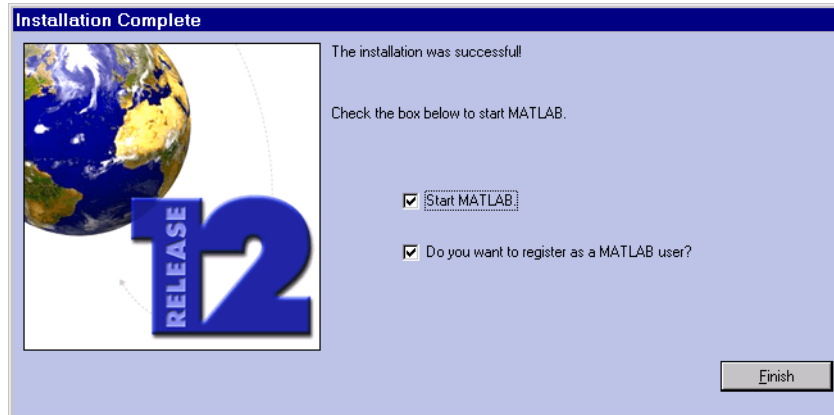 Installation Complete
The installation was successful!
Check the box below to start MATLAB.
Start MATLAB.
Do you want to register as a MATLAB user?
RELEASE
12
Finish